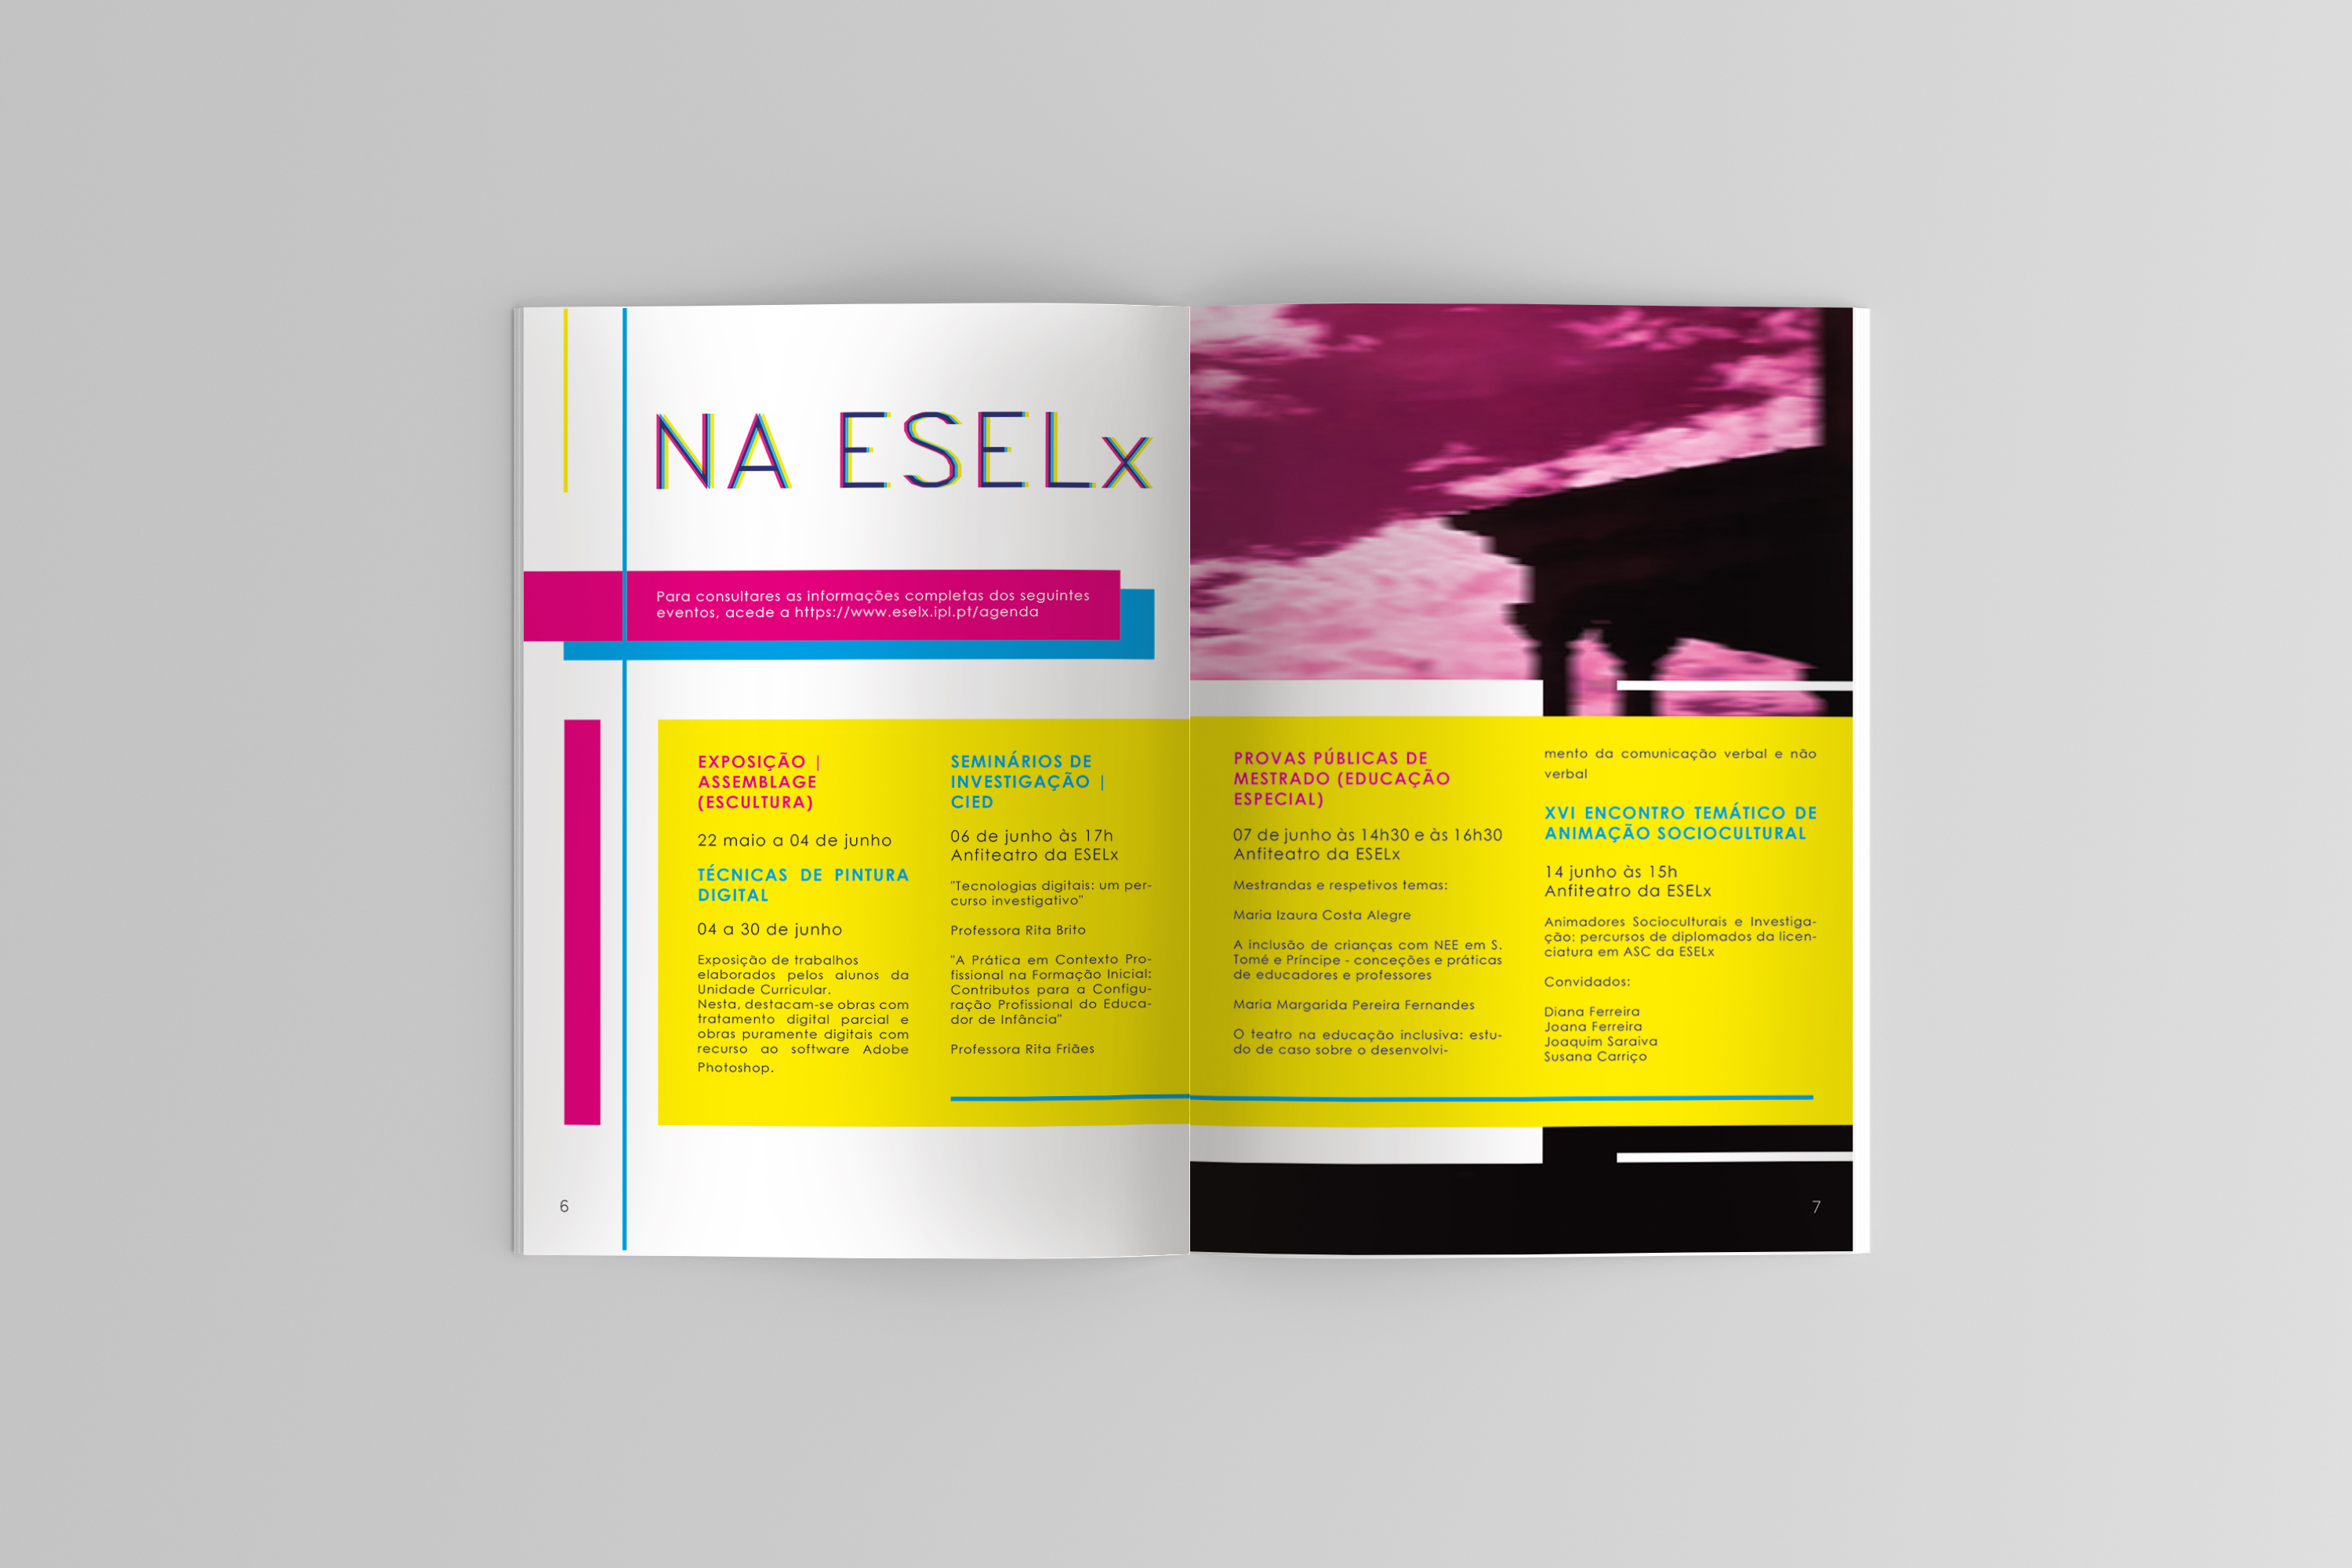 NA ESELx
Para consultares as informações completas dos seguintes
eventos, acede a https://www.eselx.ipl.pt/agenda
EXPOSIÇÃO |
ASSEMBLAGE
(ESCULTURA)
22 maio a 04 de junho
TÉCNICAS DE PINTURA
DIGITAL
04 a 30 de junho
Exposição de trabalhos
elaborados pelos alunos da
Unidade Curricular.
Nesta, destacam-se obras com
tratamento digital parcial e
obras puramente digitais com
recurso ao software Adobe
Photoshop.
SEMINÁRIOS DE
INVESTIGAÇÃO |
CIED
06 de junho às 17h
Anfiteatro da ESELx
"Tecnologias digitais: um per-
curso investigativo"
Professora Rita Brito
"A Prática em Contexto Pro-
fissional na Formação Inicial:
Contributos para a Configu-
ração Profissional do Educa-
dor de Infância"
Professora Rita Friães
6
PROVAS PÚBLICAS DE
MESTRADO (EDUCAÇÃO
ESPECIAL)
07 de junho às 14h30 e às 16h30
Anfiteatro da ESELx
Mestrandas e respetivos temas:
Maria Izaura Costa Alegre
A inclusão de crianças com NEE em S.
Tomé e Príncipe - conceções e práticas
de educadores e professores
Maria Margarida Pereira Fernandes
O teatro na educação inclusiva: estu-
do de caso sobre o desenvolvi-
mento da comunicação verbal e não
verbal
XVI ENCONTRO TEMÁTICO DE
ANIMAÇÃO SOCIOCULTURAL
14 junho às 15h
Anfiteatro da ESELx
Animadores Socioculturais e Investiga-
ção: percursos de diplomados da licen-
ciatura em ASC da ESELx
Convidados:
Diana Ferreira
Joana Ferreira
Joaquim Saraiva
Susana Carriço
7